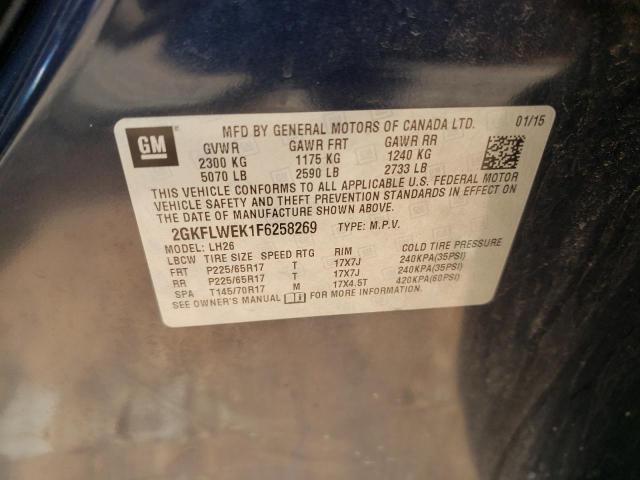 GM
MFD BY GENERAL MOTORS OF CANADA LTD. 01/15
GVWR GAWR FRT GAWR RR
2300 KG 1175 KG 1240 KG
5070 LB 2590 LB 2733 LB
THIS VEHICLE CONFORMS TO ALL APPLICABLE U.S. FEDERAL MOTOR
VEHICLE SAFETY AND THEFT PREVENTION STANDARDS IN EFFECT ON
THE DATE OF MANUFACTURE SHOWN ABOVE.
2GKFLWEK1F6258269 TYPE: M.P.V.
MODEL: LH26
LBCW TIRE SIZE SPEED RTG RIM COLD TIRE PRESSURE
FRT P225/65R17 T 17X7J 240KPA(35PSI)
RR P225/65R17 T 17X7J 240KPA(35PSI)
SPA T145/70R17 M 17X4.5T 420KPA(60PSI)
SEE OWNER'S MANUAL FOR MORE INFORMATION.